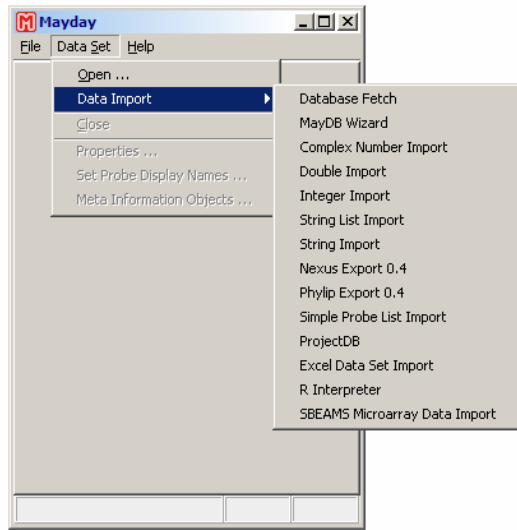 Mayday
File Data Set Help
Open ...
Data Import
Close
Properties ...
Set Probe Display Names ...
Meta Information Objects ...
Database Fetch
MayDB Wizard
Complex Number Import
Double Import
Integer Import
String List Import
String Import
Nexus Export 0.4
Phylip Export 0.4
Simple Probe List Import
ProjectDB
Excel Data Set Import
R Interpreter
SBEAMS Microarray Data Import